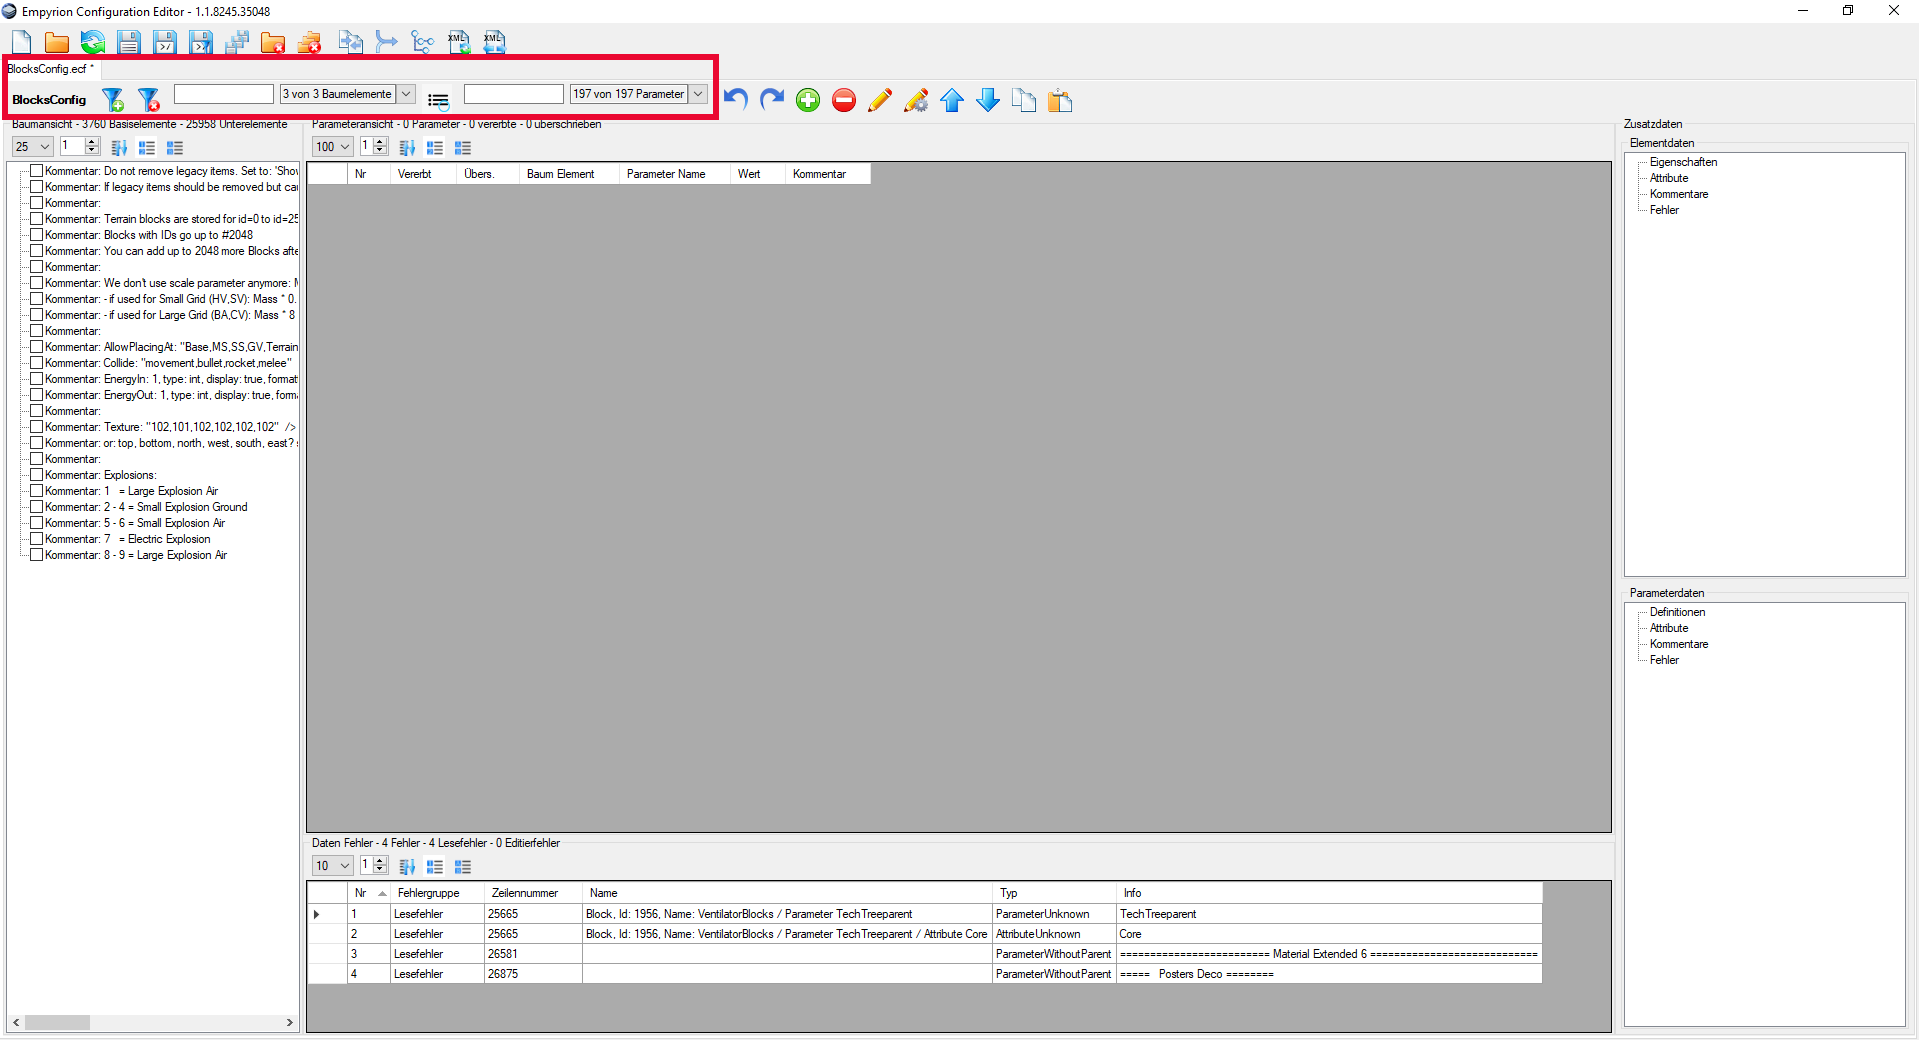 Empyrion Configuration Editor - 1.1.8245.35048
XML
XML
BlocksConfig.ecf *
BlocksConfig
3 von 3 Baumelemente
197 von 197 Parameter
Baumansicht - 3760 Basiselemente - 25958 Unterelemente
25
1
Kommentar: Do not remove legacy items. Set to: 'Show
Kommentar: If legacy items should be removed but
Kommentar:
Kommentar: Terrain blocks are stored for id=0 to id=25
Kommentar: Blocks with IDs go up to #2048
Kommentar: You can add up to 2048 more Blocks afte
Kommentar:
Kommentar: We don't use scale parameter anymore:
Kommentar: - if used for Small Grid (HV,SV): Mass * 0.
Kommentar: - if used for Large Grid (BA,CV): Mass * 8
Kommentar:
Kommentar: AllowPlacingAt: "Base,MS,SS,GV,Terrain
Kommentar: Collide: "movement,bullet,rocket,melee"
Kommentar: EnergyIn: 1, type: int, display: true, format
Kommentar: EnergyOut: 1, type: int, display: true, form
Kommentar:
Kommentar: Texture: "102,101,102,102,102,102" />
Kommentar: or: top, bottom, north, west, south, east?
Kommentar:
Kommentar: Explosions:
Kommentar: 1 = Large Explosion Air
Kommentar: 2 - 4 = Small Explosion Ground
Kommentar: 5 - 6 = Small Explosion Air
Kommentar: 7 = Electric Explosion
Kommentar: 8 - 9 = Large Explosion Air
Parameteransicht - 0 Parameter - 0 vererbte - 0 überschrieben
100
1
Nr Vererbt Übers. Baum Element Parameter Name Wert Kommentar
Daten Fehler - 4 Fehler - 4 Lesefehler - 0 Editierfehler
10
1
Nr Fehlergruppe Zeilennummer Name Typ Info
1 Lesefehler 25665 Block, Id: 1956, Name: VentilatorBlocks / Parameter TechTreeparent ParameterUnknown TechTreeparent
2 Lesefehler 25665 Block, Id: 1956, Name: VentilatorBlocks / Parameter TechTreeparent / Attribute Core AttributeUnknown Core
3 Lesefehler 26581 ParameterWithoutParent ========================= Material Extended 6 ============================
4 Lesefehler 26875 ParameterWithoutParent ===== Posters Deco ========
Zusatzdaten
Elementdaten
Eigenschaften
Attribute
Kommentare
Fehler
Parameterdaten
Definitionen
Attribute
Kommentare
Fehler